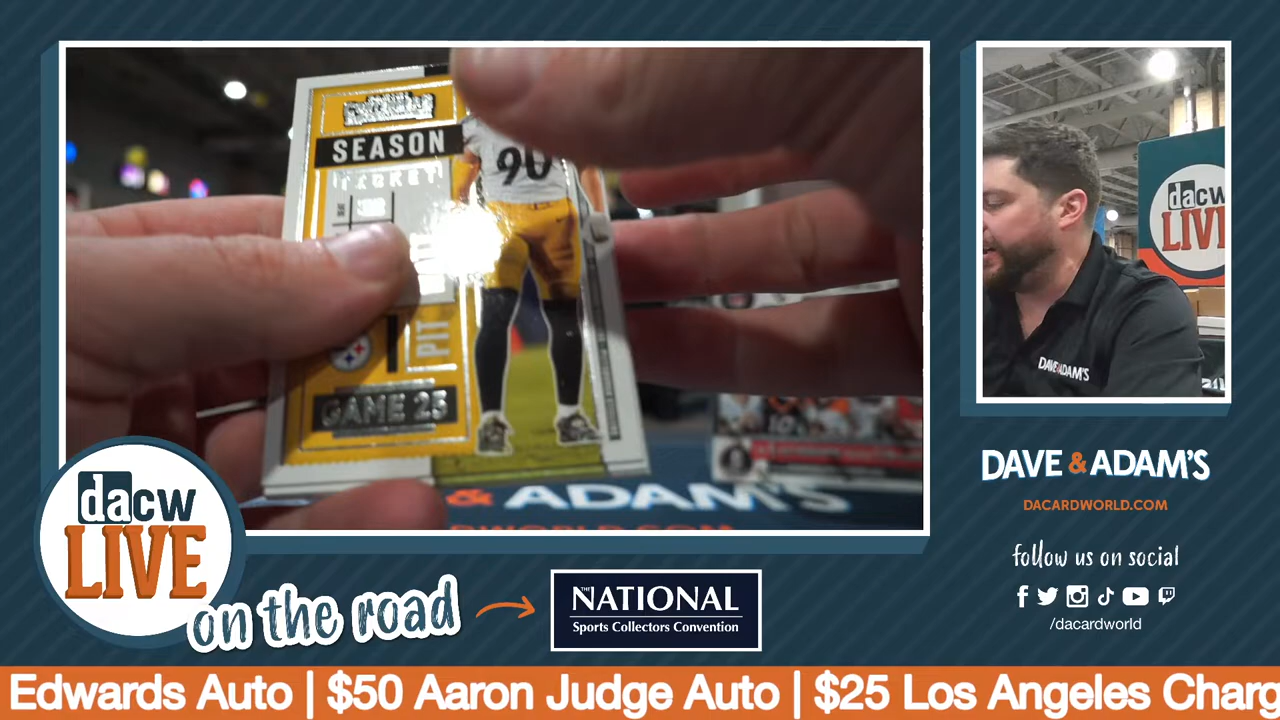 SEASON
TICKET
90
PIT
GAME 25
& ADAM'S
dacw
LIVE
DAVE & ADAM'S
dacw
LIVE
on the road
THE
NATIONAL
Sports Collectors Convention
DAVE & ADAM'S
DACARDWORLD.COM
follow us on social
/dacardworld
Edwards Auto | $50 Aaron Judge Auto | $25 Los Angeles Charg